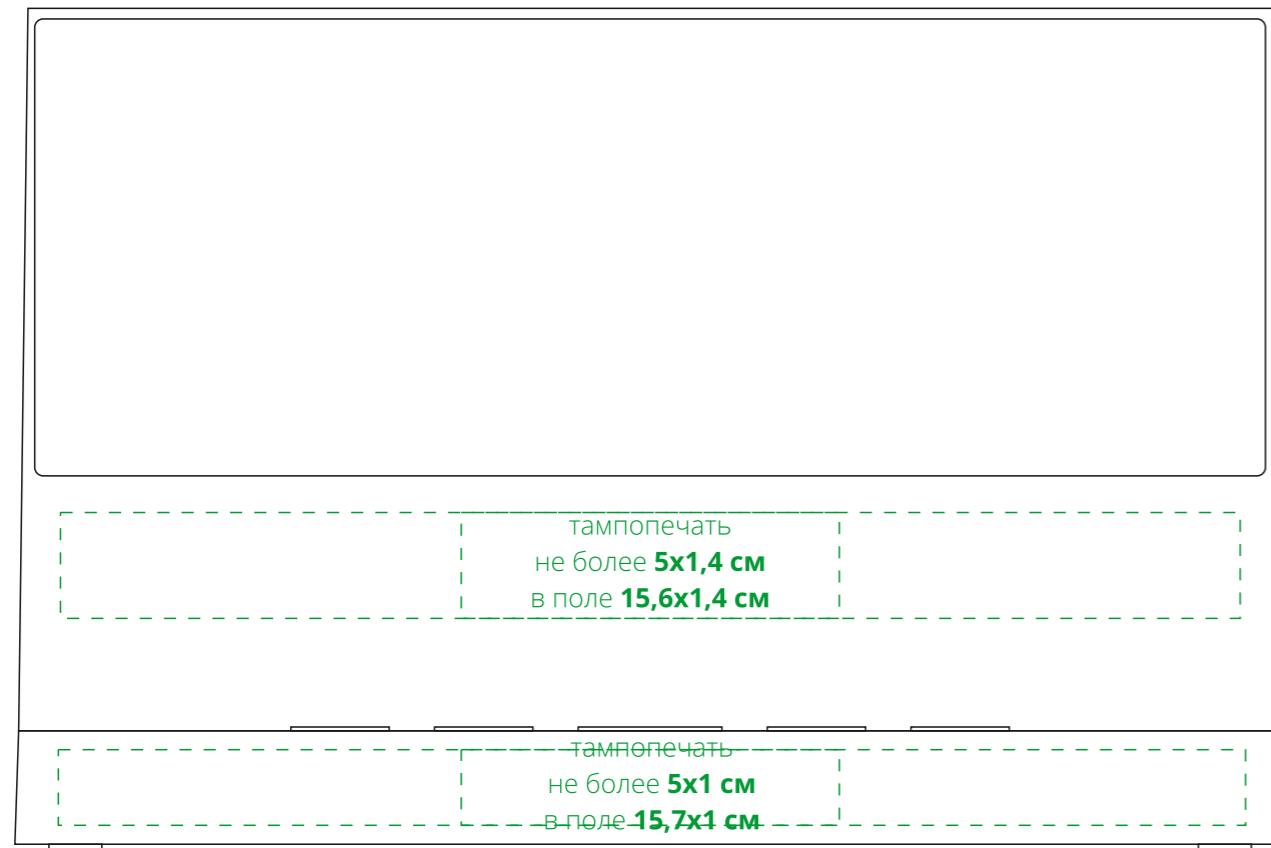 тампопечать
не более 5х1,4 см
в поле 15,6х1,4 см
тампопечать
не более 5х1 см
в поле 15,7х1 см